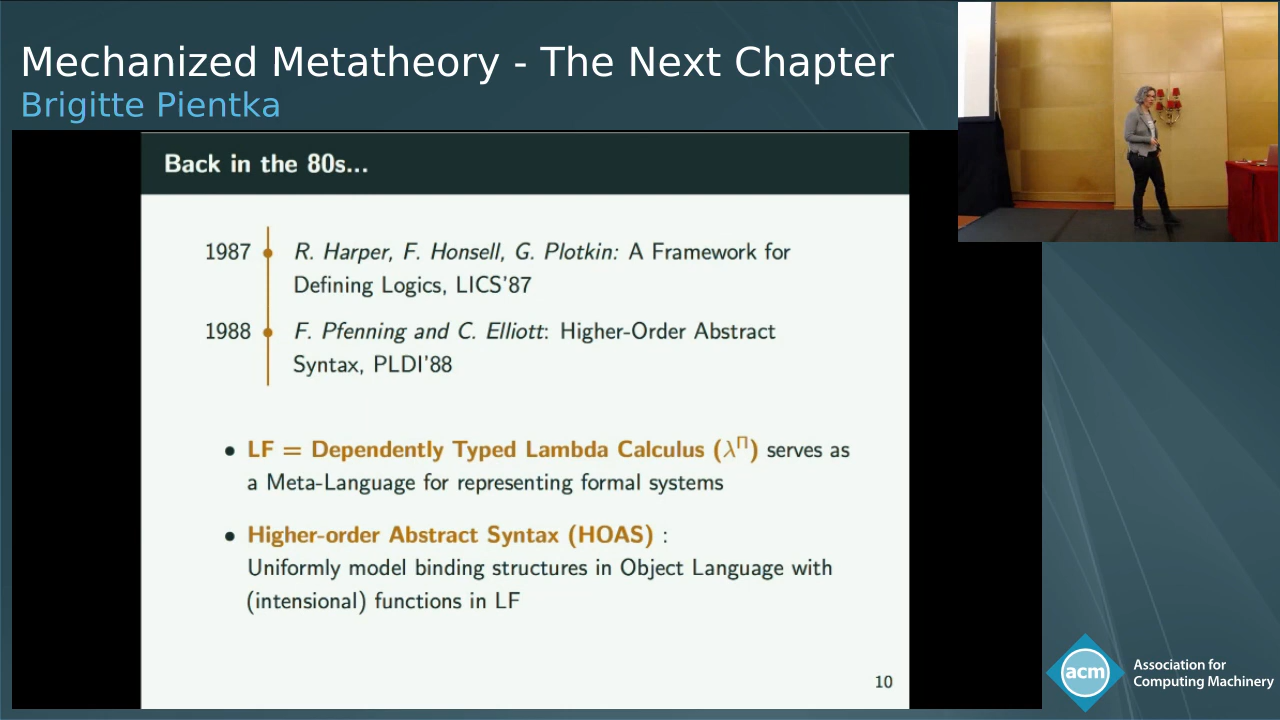 Mechanized Metatheory - The Next Chapter
Brigitte Pientka
Back in the 80s...
1987 R. Harper, F. Honsell, G. Plotkin: A Framework for
Defining Logics, LICS'87
1988 F. Pfenning and C. Elliott: Higher-Order Abstract
Syntax, PLDI'88
• LF = Dependently Typed Lambda Calculus (λ^Π) serves as
a Meta-Language for representing formal systems
• Higher-order Abstract Syntax (HOAS) :
Uniformly model binding structures in Object Language with
(intensional) functions in LF
10
acm
Association for
Computing Machinery